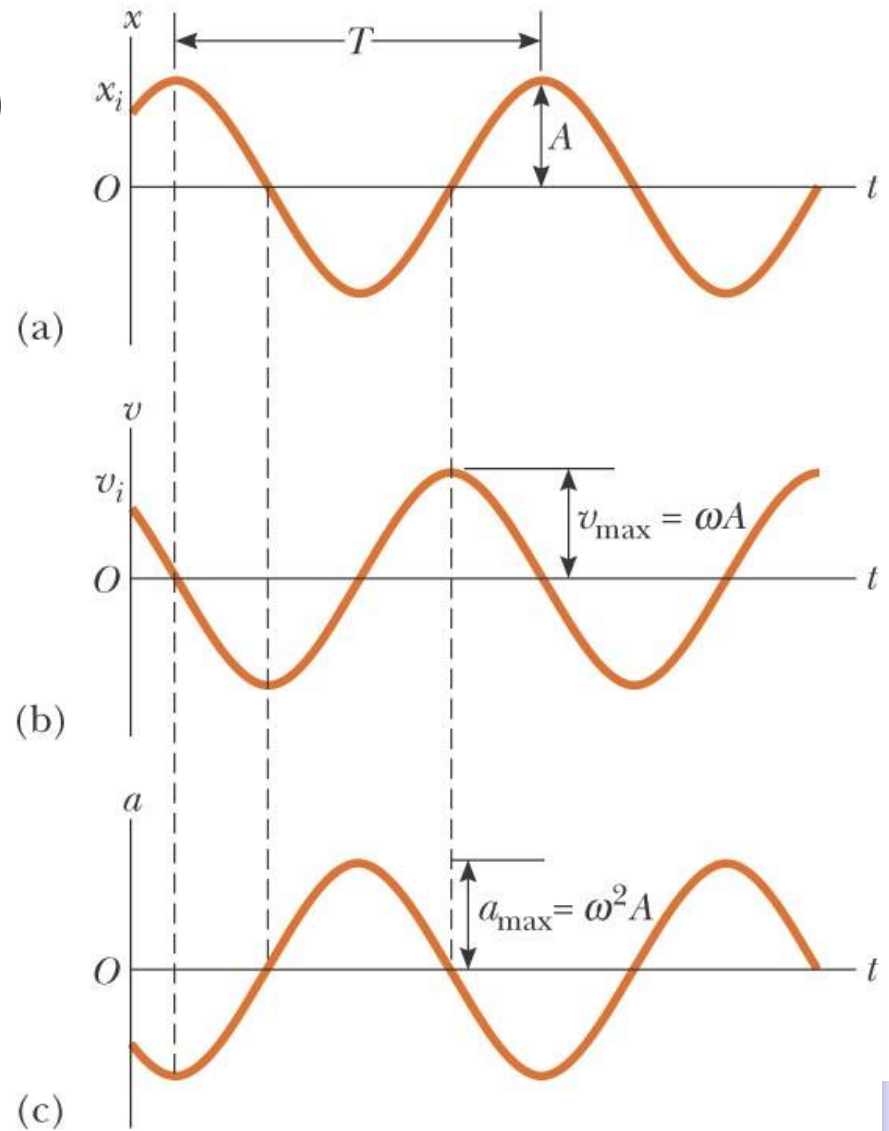 x
T
)
x_i
A
O
t
(a)
v
v_i
v_max = ωA
O
t
(b)
a
a_max = ω²A
O
t
(c)